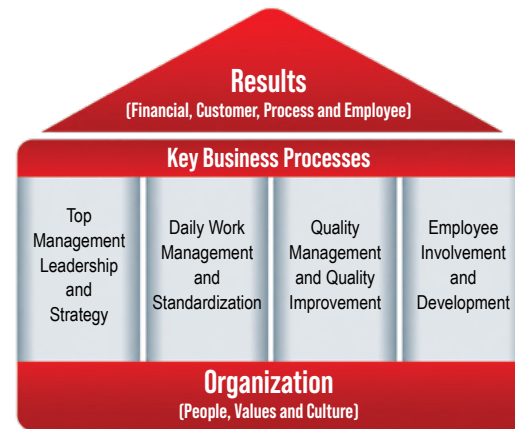 Results
(Financial, Customer, Process and Employee)
Key Business Processes
Top
Management
Leadership
and
Strategy
Daily Work
Management
and
Standardization
Quality
Management
and Quality
Improvement
Employee
Involvement
and
Development
Organization
(People, Values and Culture)